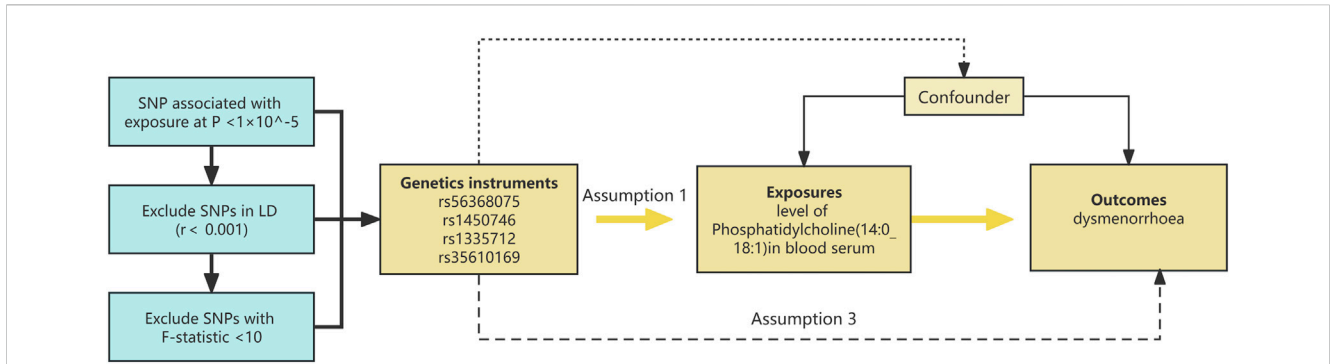 SNP associated with
exposure at P <1×10^-5
Exclude SNPs in LD
(r< 0.001)
Exclude SNPs with
F-statistic <10
Genetics instruments
rs56368075
rs1450746
rs1335712
rs35610169
Assumption 1
Confounder
Exposures
level of
Phosphatidylcholine(14:0_
18:1)in blood serum
Outcomes
dysmenorrhoea
Assumption 3